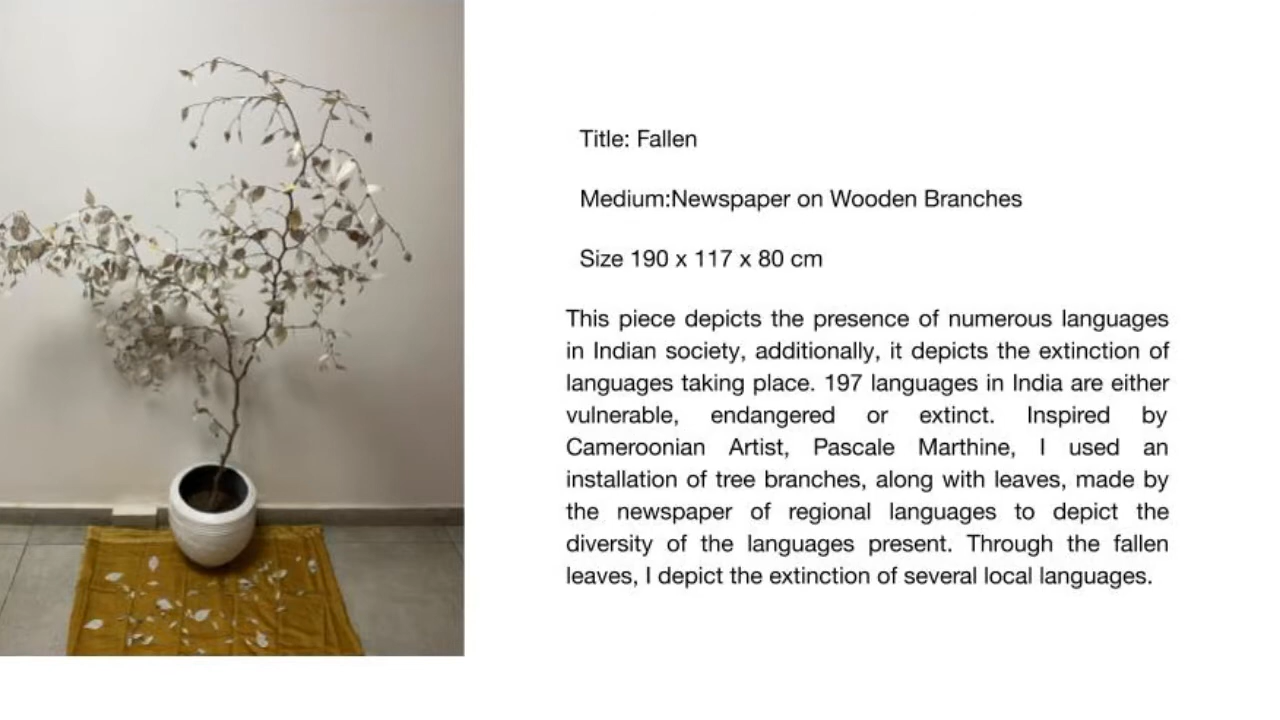 Title: Fallen
Medium:Newspaper on Wooden Branches
Size 190 x 117 x 80 cm
This piece depicts the presence of numerous languages
in Indian society, additionally, it depicts the extinction of
languages taking place. 197 languages in India are either
vulnerable, endangered or extinct. Inspired by
Cameroonian Artist, Pascale Marthine, I used an
installation of tree branches, along with leaves, made by
the newspaper of regional languages to depict the
diversity of the languages present. Through the fallen
leaves, I depict the extinction of several local languages.